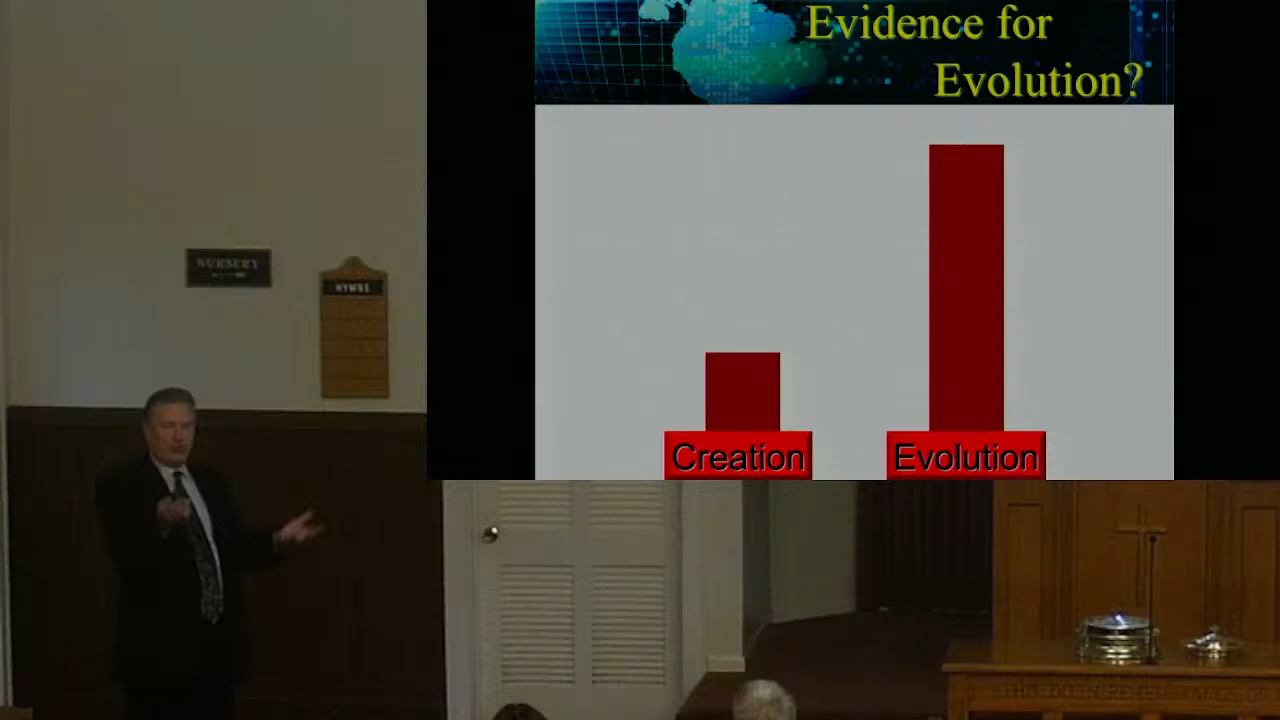 Evidence for
Evolution?
NURSERY
HYMNS
Creation
Evolution